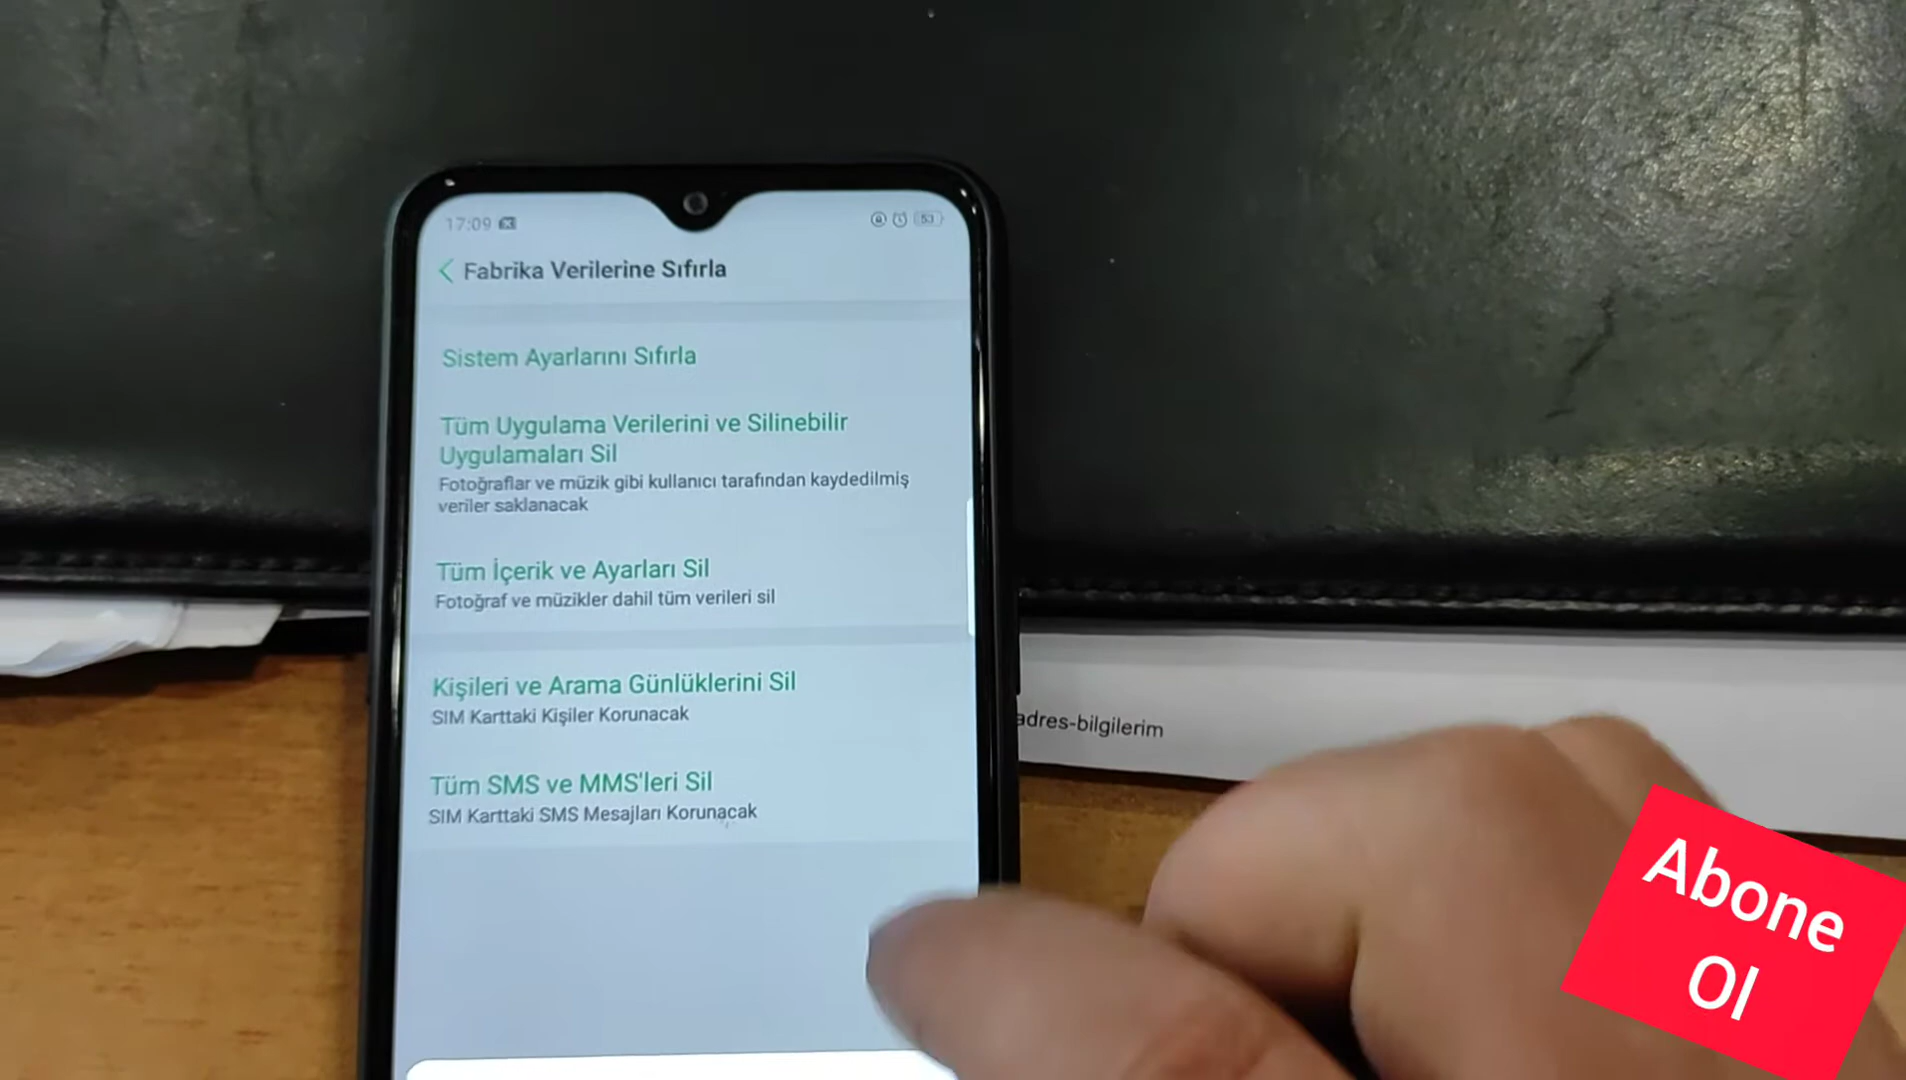 17:09
53
Fabrika Verilerine Sıfırla
Sistem Ayarlarını Sıfırla
Tüm Uygulama Verilerini ve Silinebilir
Uygulamaları Sil
Fotoğraflar ve müzik gibi kullanıcı tarafından kaydedilmiş
veriler saklanacak
Tüm İçerik ve Ayarları Sil
Fotoğraf ve müzikler dahil tüm verileri sil
Kişileri ve Arama Günlüklerini Sil
SIM Karttaki Kişiler Korunacak
Tüm SMS ve MMS'leri Sil
SIM Karttaki SMS Mesajları Korunacak
adres-bilgilerim
Abone
Ol